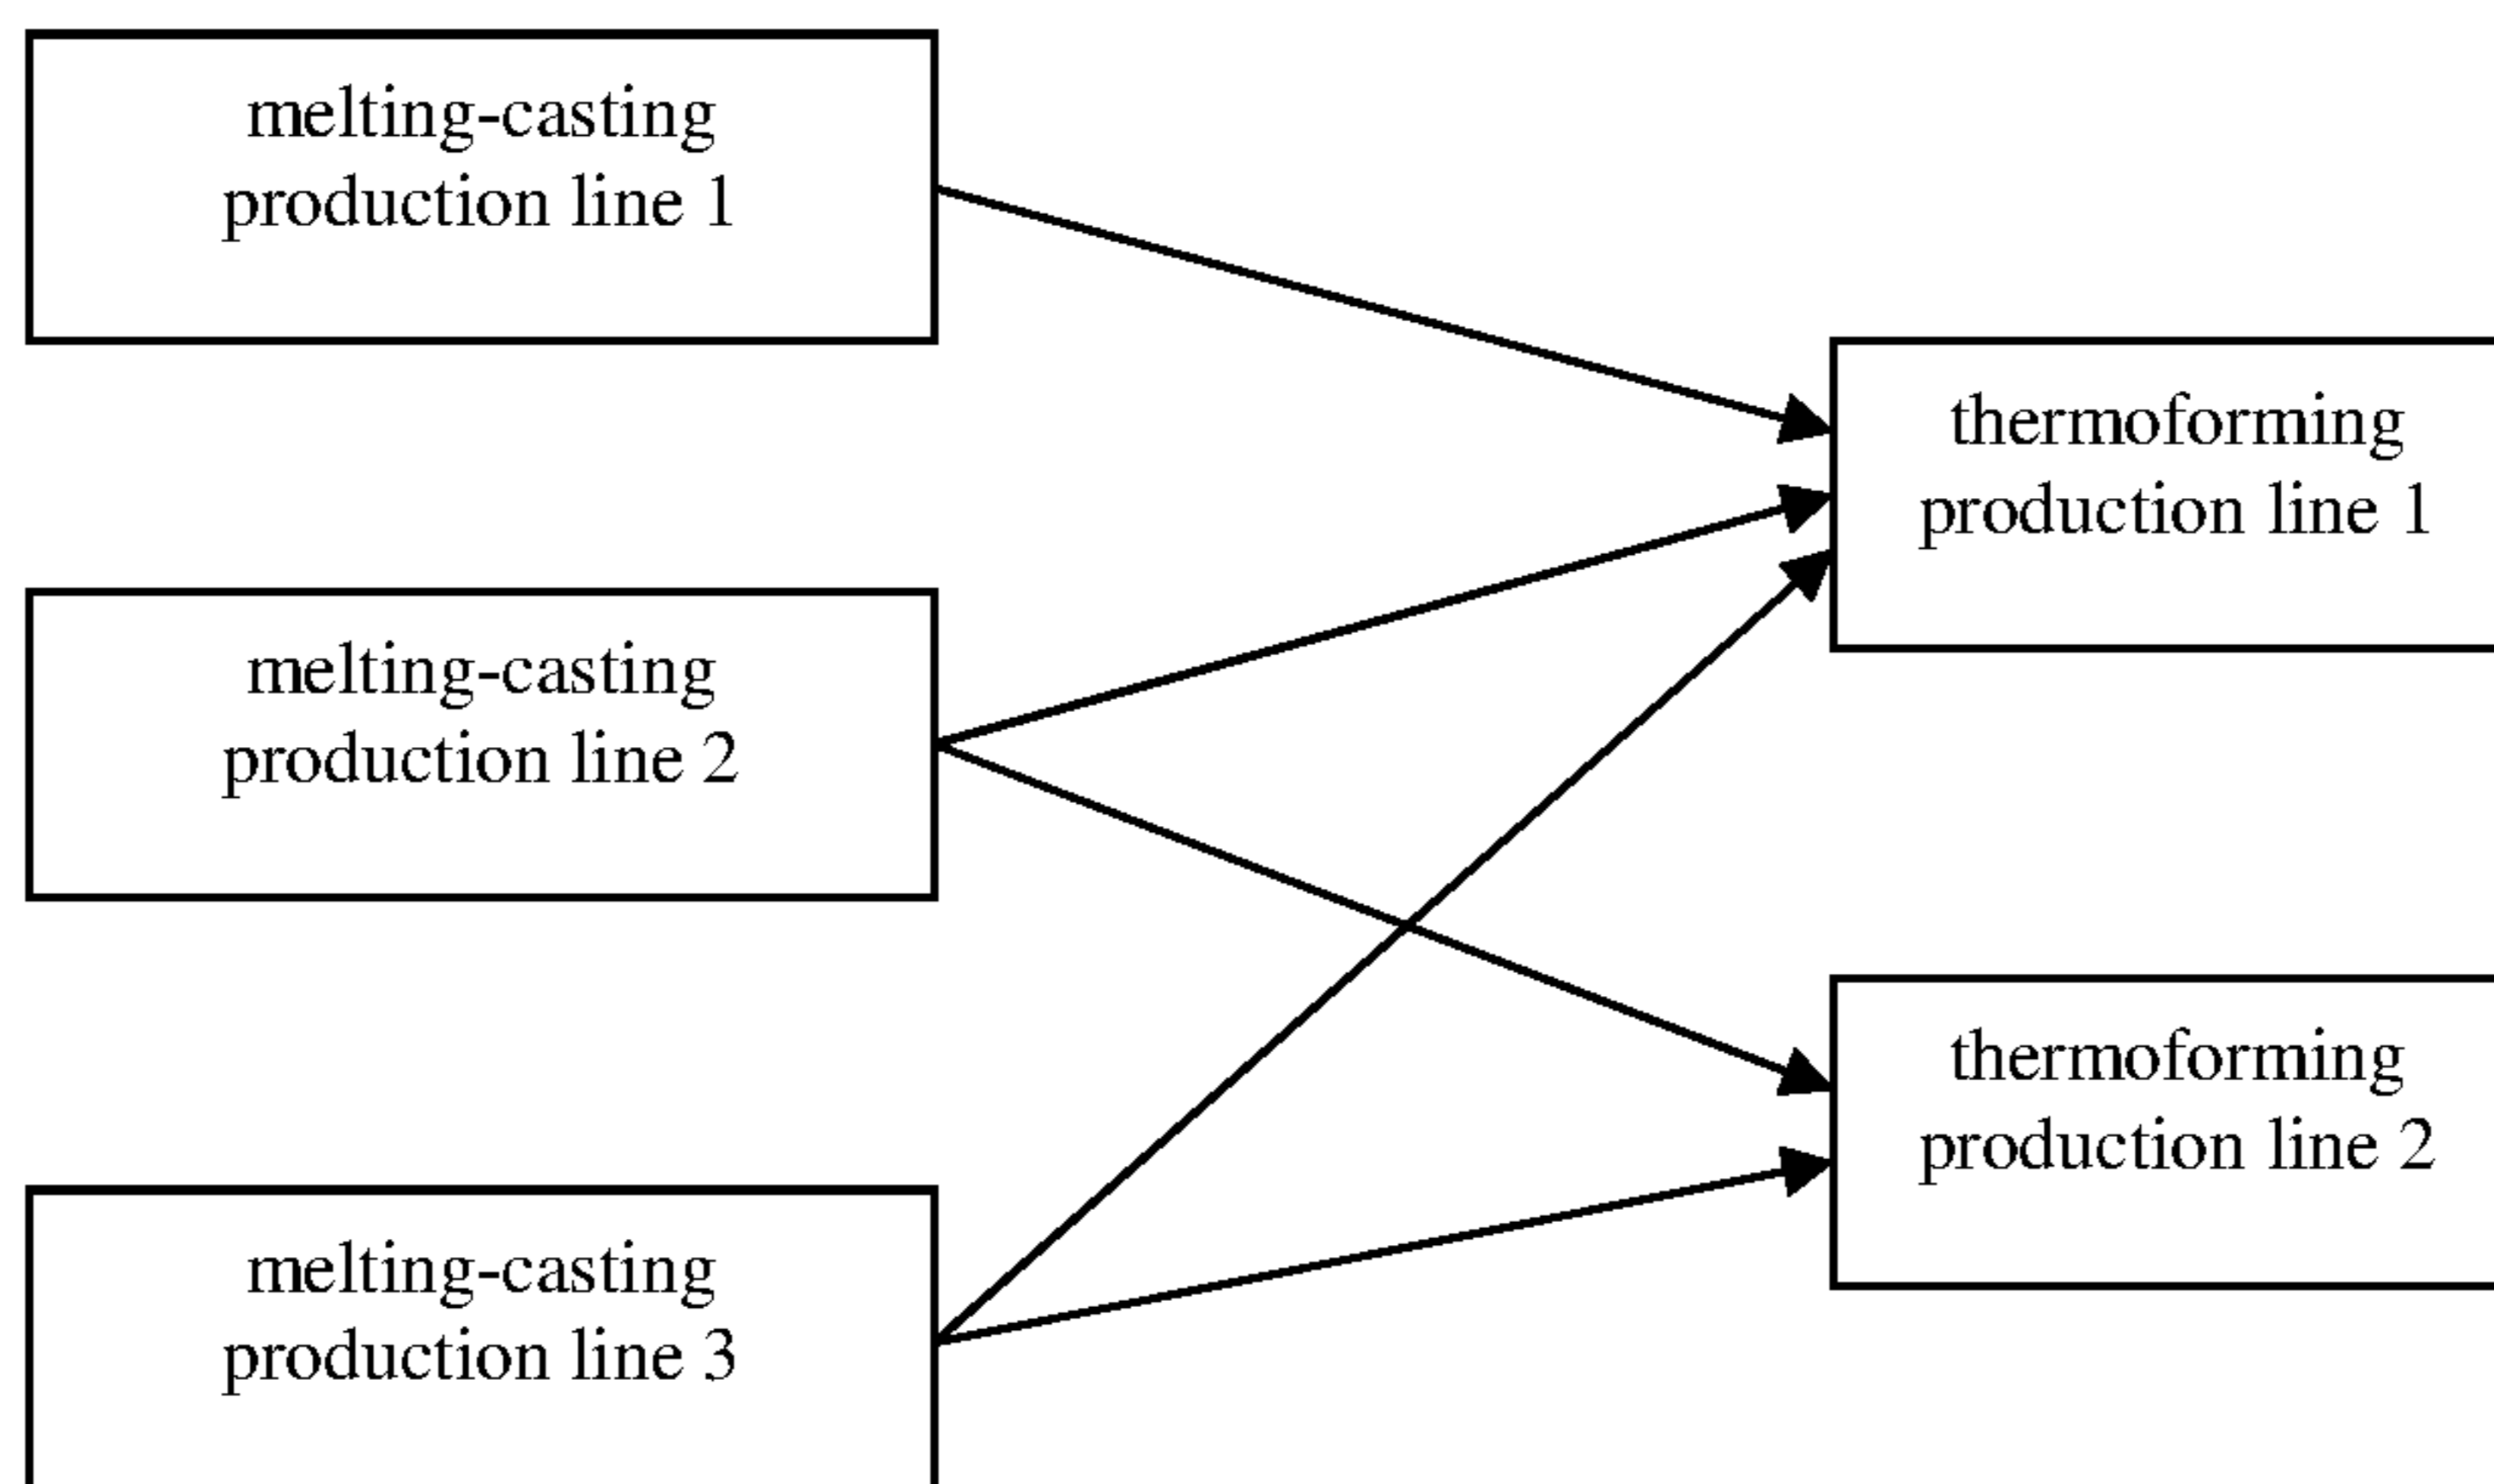 melting-casting
production line 1
thermoforming
production line 1
melting-casting
production line 2
thermoforming
production line 2
melting-casting
production line 3